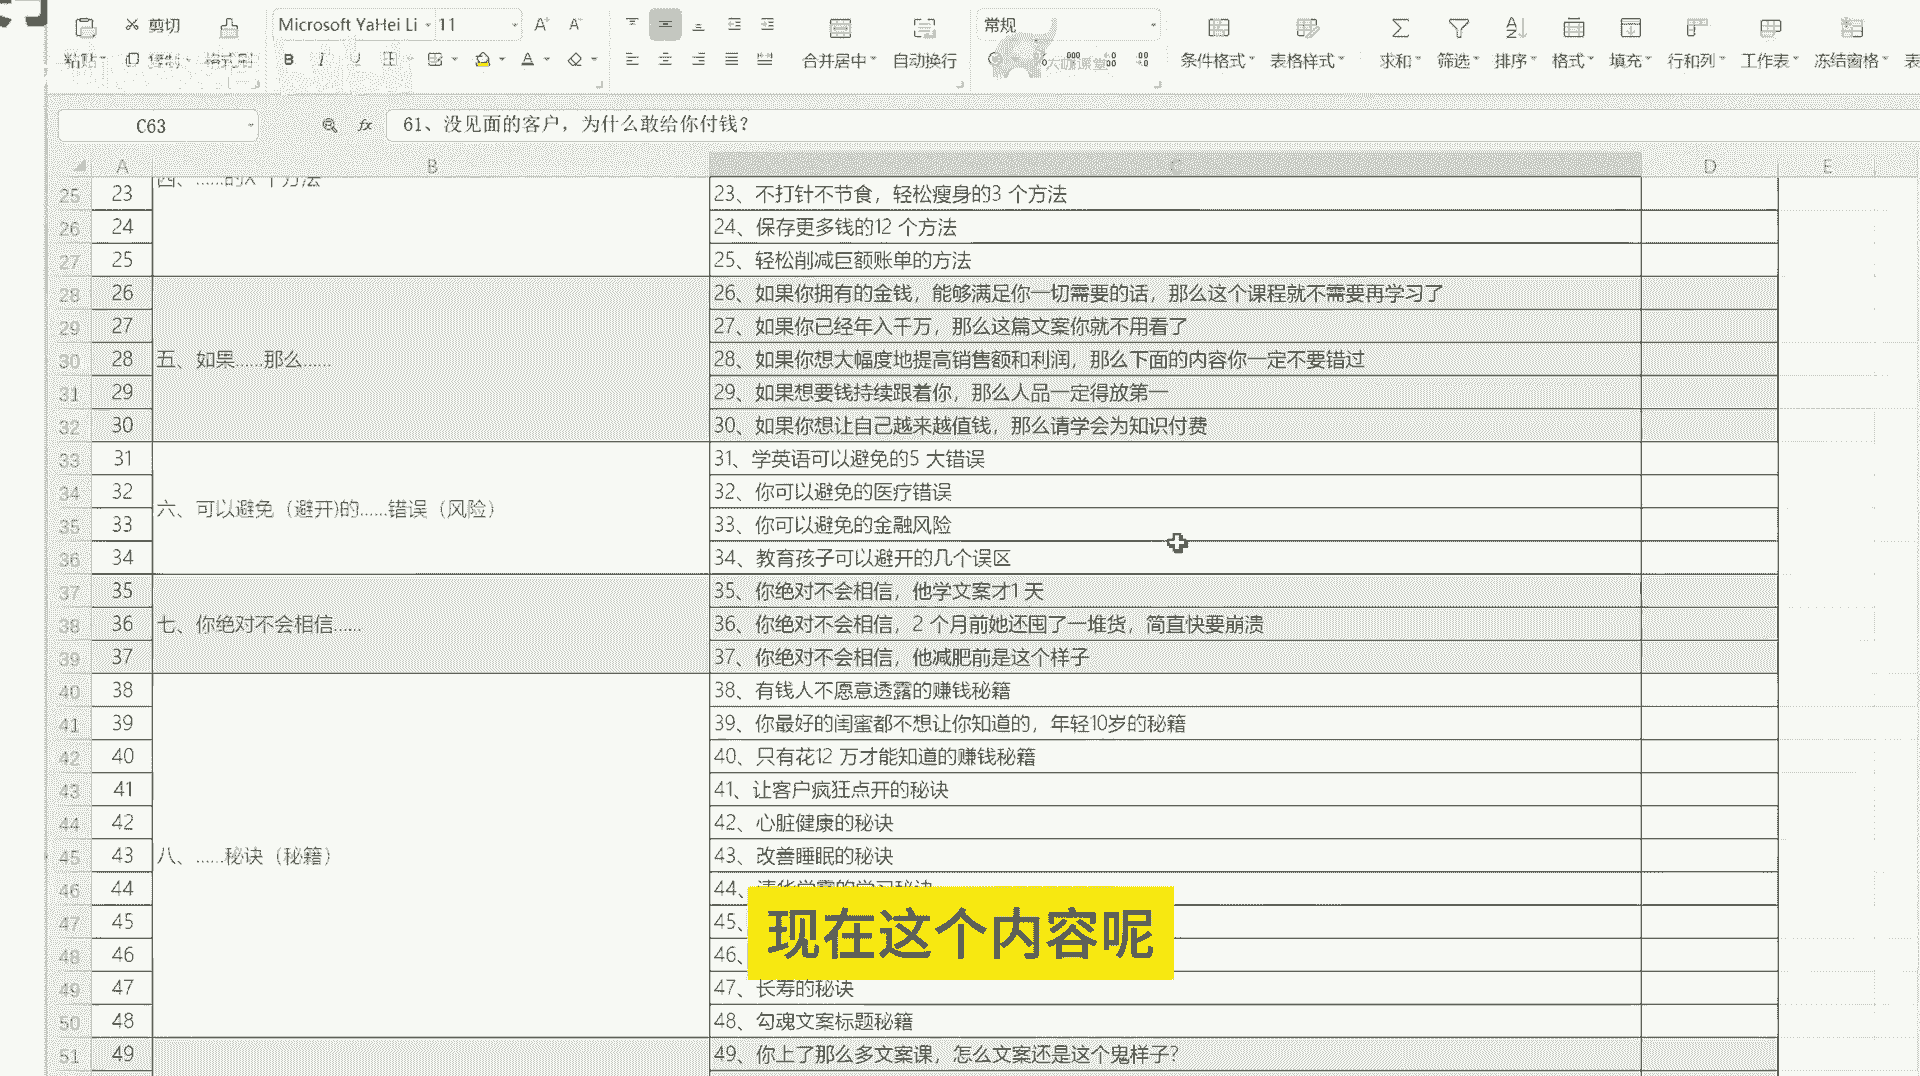 剪切
Microsoft YaHei Li
11
A+
A-
常规
粘贴
格式刷
B I U
合并居中
自动换行
大咖课堂
条件格式
表格样式
求和
筛选
排序
格式
填充
行和列
工作表
冻结窗格
表
C63
fx
61、没见面的客户，为什么敢给你付钱？
A B C D E
25 23 四、……的X 个方法 23、不打针不节食，轻松瘦身的3 个方法
26 24 24、保存更多钱的12 个方法
27 25 25、轻松削减巨额账单的方法
28 26 26、如果你拥有的金钱，能够满足你一切需要的话，那么这个课程就不需要再学习了
29 27 27、如果你已经年入千万，那么这篇文案你就不用看了
30 28 五、如果……那么…… 28、如果你想大幅度地提高销售额和利润，那么下面的内容你一定不要错过
31 29 29、如果想要钱持续跟着你，那么人品一定得放第一
32 30 30、如果你想让自己越来越值钱，那么请学会为知识付费
33 31 31、学英语可以避免的5 大错误
34 32 六、可以避免（避开)的……错误（风险） 32、你可以避免的医疗错误
35 33 33、你可以避免的金融风险
36 34 34、教育孩子可以避开的几个误区
37 35 35、你绝对不会相信，他学文案才1 天
38 36 七、你绝对不会相信…… 36、你绝对不会相信，2 个月前她还囤了一堆货，简直快要崩溃
39 37 37、你绝对不会相信，他减肥前是这个样子
40 38 38、有钱人不愿意透露的赚钱秘籍
41 39 39、你最好的闺蜜都不想让你知道的，年轻10岁的秘籍
42 40 40、只有花12 万才能知道的赚钱秘籍
43 41 41、让客户疯狂点开的秘诀
44 42 42、心脏健康的秘诀
45 43 八、……秘诀（秘籍） 43、改善睡眠的秘诀
46 44 44、清华学霸的学习秘诀
47 45 45、
48 46 46、
现在这个内容呢
49 47 47、长寿的秘诀
50 48 48、勾魂文案标题秘籍
51 49 49、你上了那么多文案课，怎么文案还是这个鬼样子？